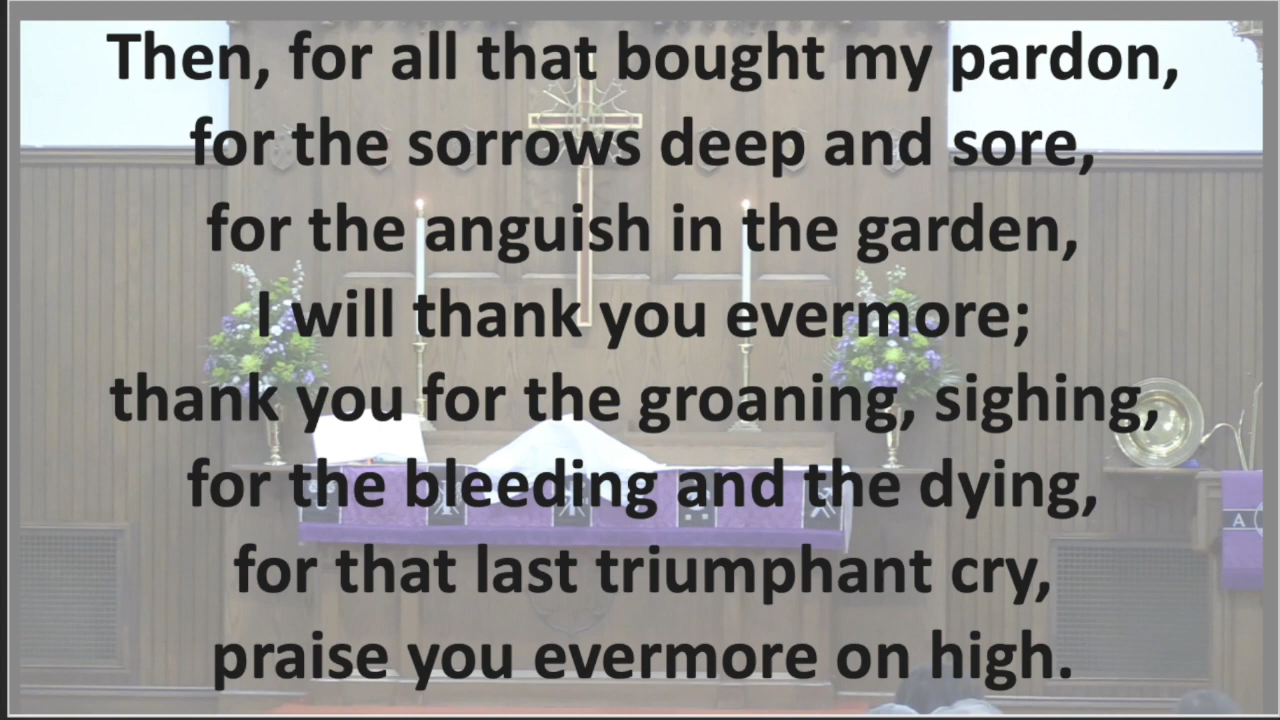 Then, for all that bought my pardon,
for the sorrows deep and sore,
for the anguish in the garden,
I will thank you evermore;
thank you for the groaning, sighing,
for the bleeding and the dying,
for that last triumphant cry,
praise you evermore on high.
A